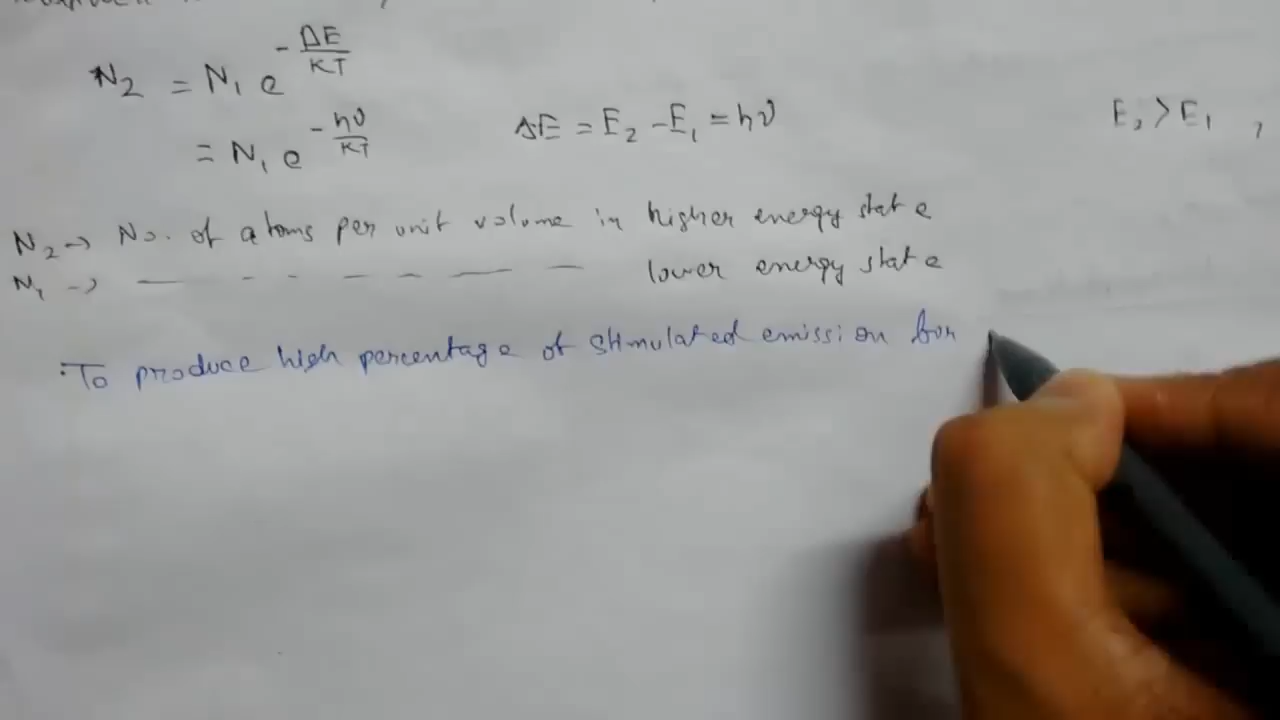 N2 = N1 e^-ΔE/KT
= N1 e^-hν/KT ΔE = E2 - E1 = hν E2 > E1 ,
N2 → No. of atoms per unit volume in higher energy state
N1 → — - - — — — — lower energy state
To produce high percentage of stimulated emission for